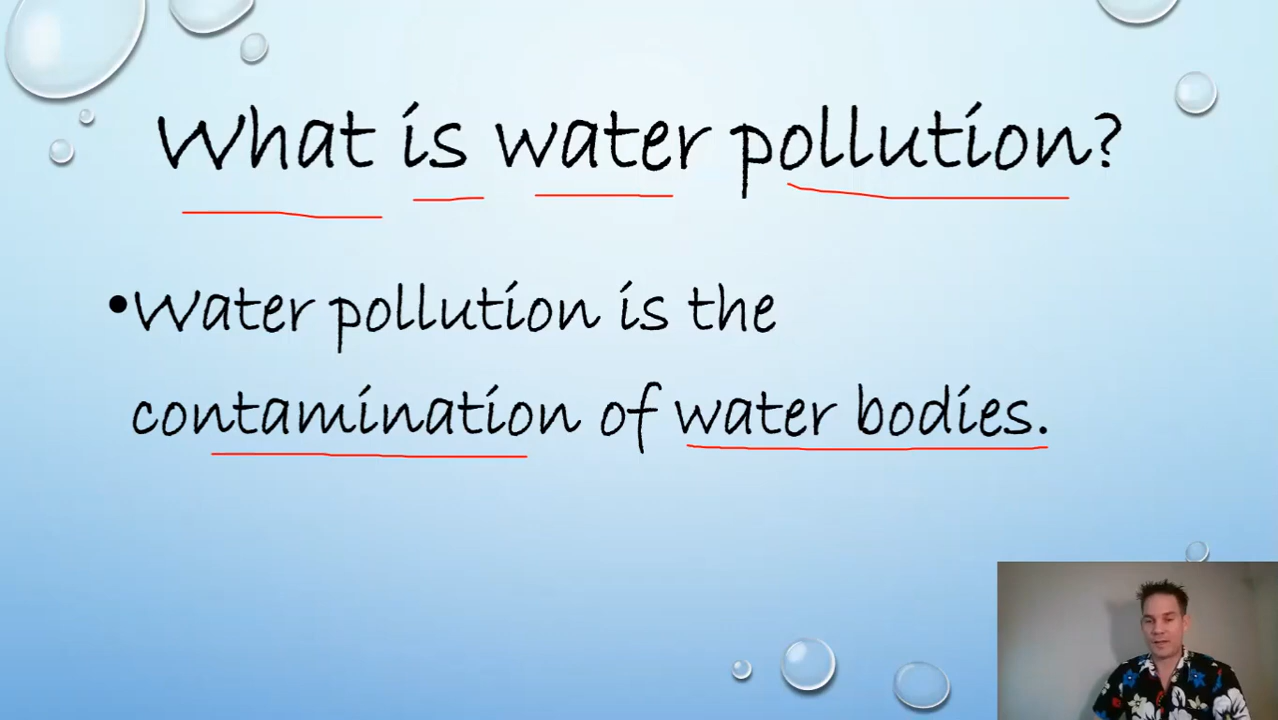 What is water pollution?
•Water pollution is the
contamination of water bodies.